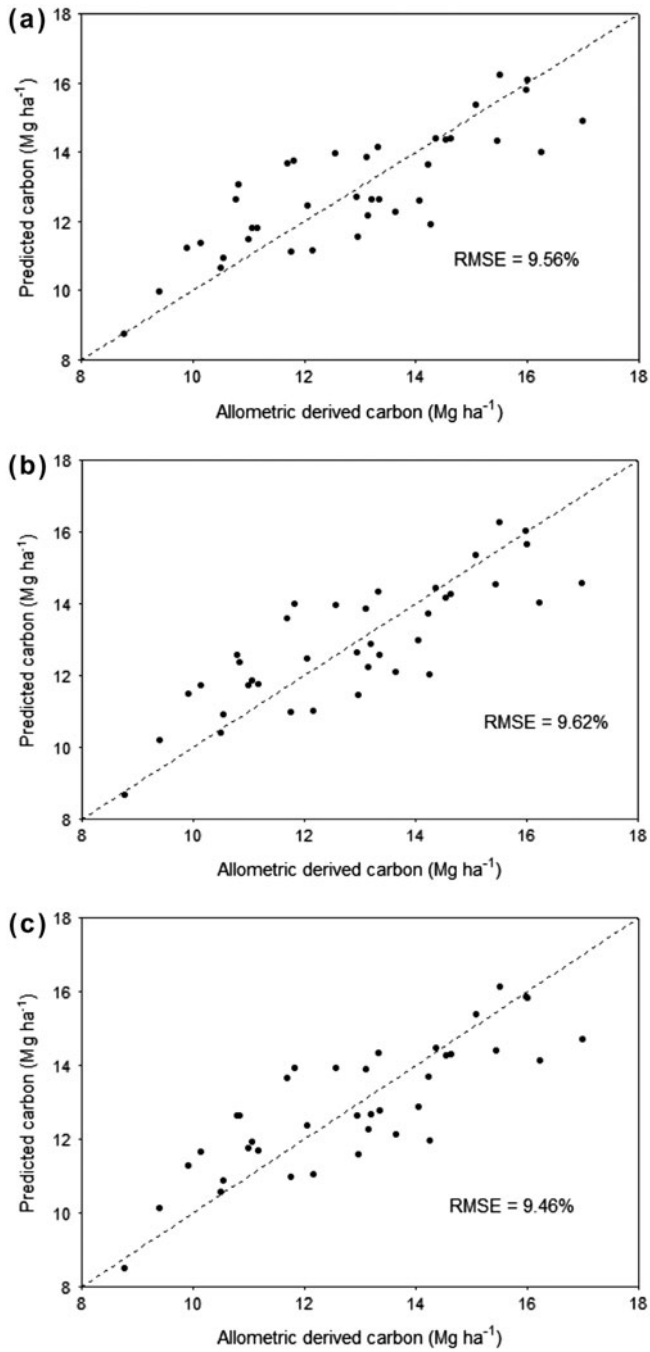 (a)
18
16
14
12
10
8
Predicted carbon (Mg ha⁻¹)
RMSE = 9.56%
8 10 12 14 16 18
Allometric derived carbon (Mg ha⁻¹)
(b)
18
16
14
12
10
8
Predicted carbon (Mg ha⁻¹)
RMSE = 9.62%
8 10 12 14 16 18
Allometric derived carbon (Mg ha⁻¹)
(c)
18
16
14
12
10
8
Predicted carbon (Mg ha⁻¹)
RMSE = 9.46%
8 10 12 14 16 18
Allometric derived carbon (Mg ha⁻¹)